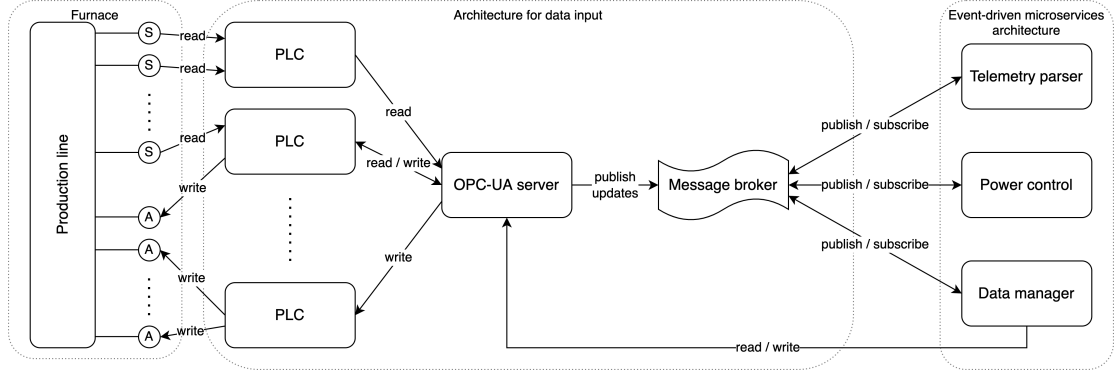 Furnace
Architecture for data input
Event-driven microservices
architecture
S
read
PLC
S
read
Telemetry parser
read
publish / subscribe
S
read
PLC
read / write
Production line
OPC-UA server
publish
updates
Message broker
publish / subscribe
Power control
write
A
A
write
write
publish / subscribe
PLC
Data manager
A
write
read / write